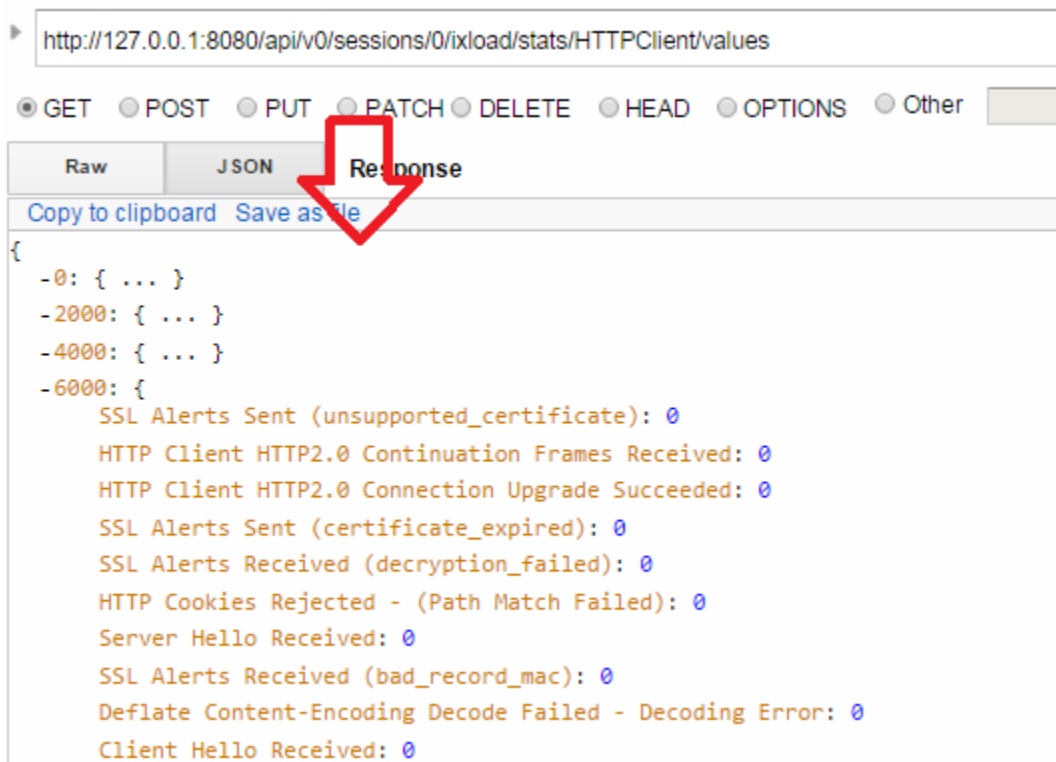 http://127.0.0.1:8080/api/v0/sessions/0/ixload/stats/HTTPClient/values
GET POST PUT PATCH DELETE HEAD OPTIONS Other
Raw JSON Response
Copy to clipboard Save as file
{
-0: { ... }
-2000: { ... }
-4000: { ... }
-6000: {
SSL Alerts Sent (unsupported_certificate): 0
HTTP Client HTTP2.0 Continuation Frames Received: 0
HTTP Client HTTP2.0 Connection Upgrade Succeeded: 0
SSL Alerts Sent (certificate_expired): 0
SSL Alerts Received (decryption_failed): 0
HTTP Cookies Rejected - (Path Match Failed): 0
Server Hello Received: 0
SSL Alerts Received (bad_record_mac): 0
Deflate Content-Encoding Decode Failed - Decoding Error: 0
Client Hello Received: 0